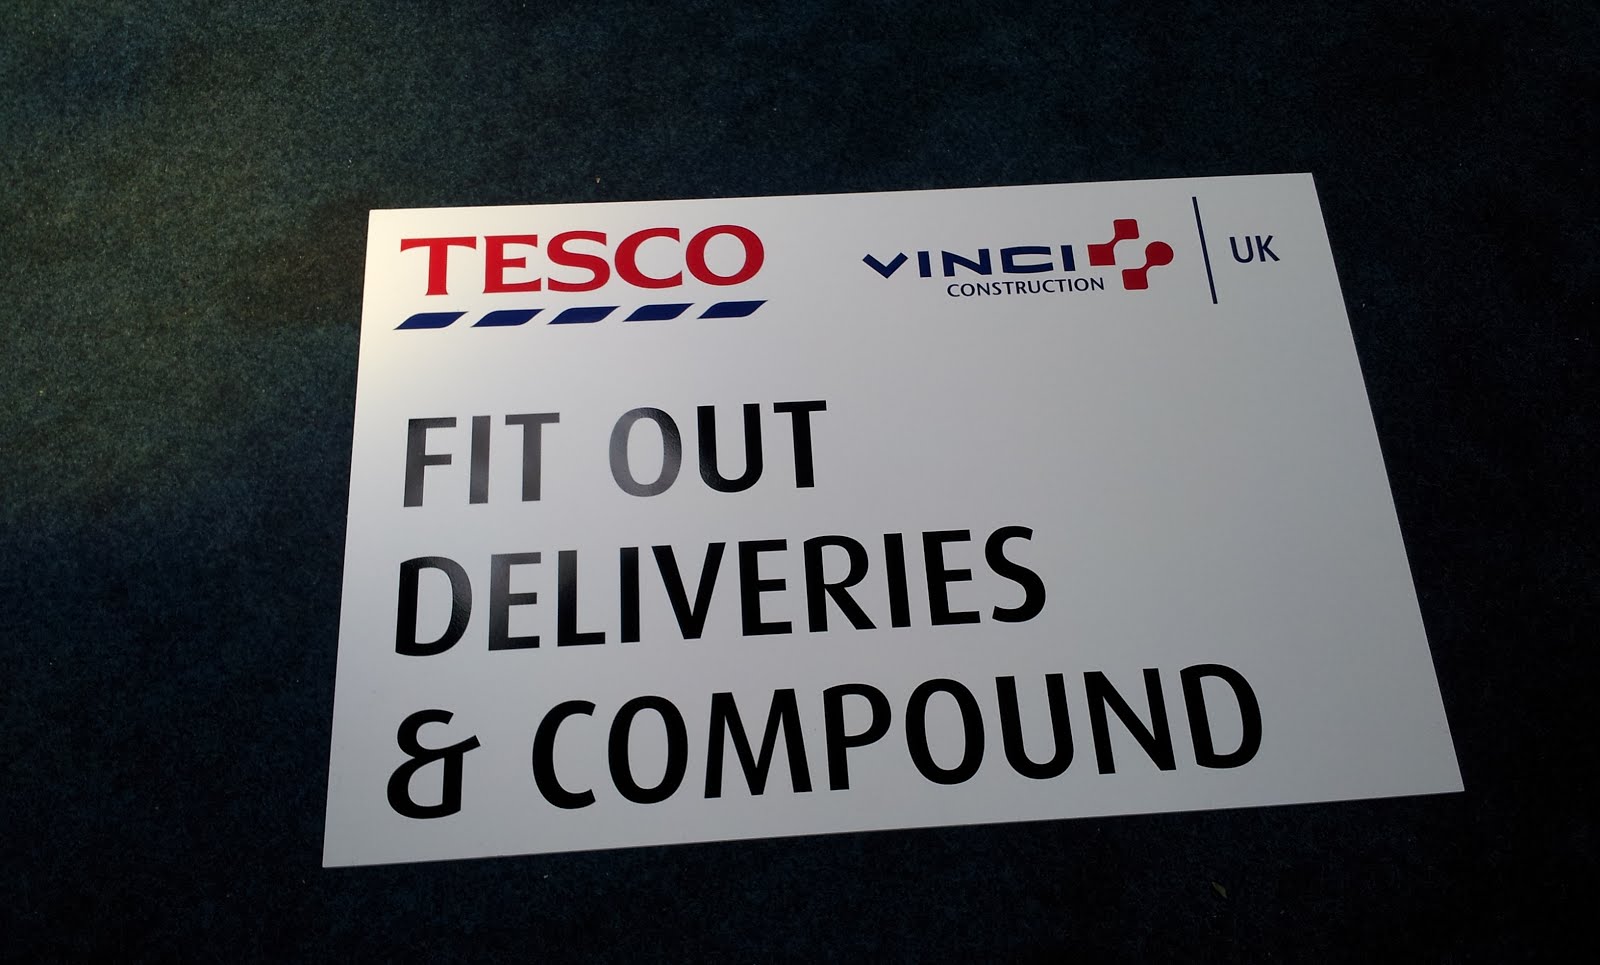 TESCO
VINCI
CONSTRUCTION
UK
FIT OUT
DELIVERIES
& COMPOUND